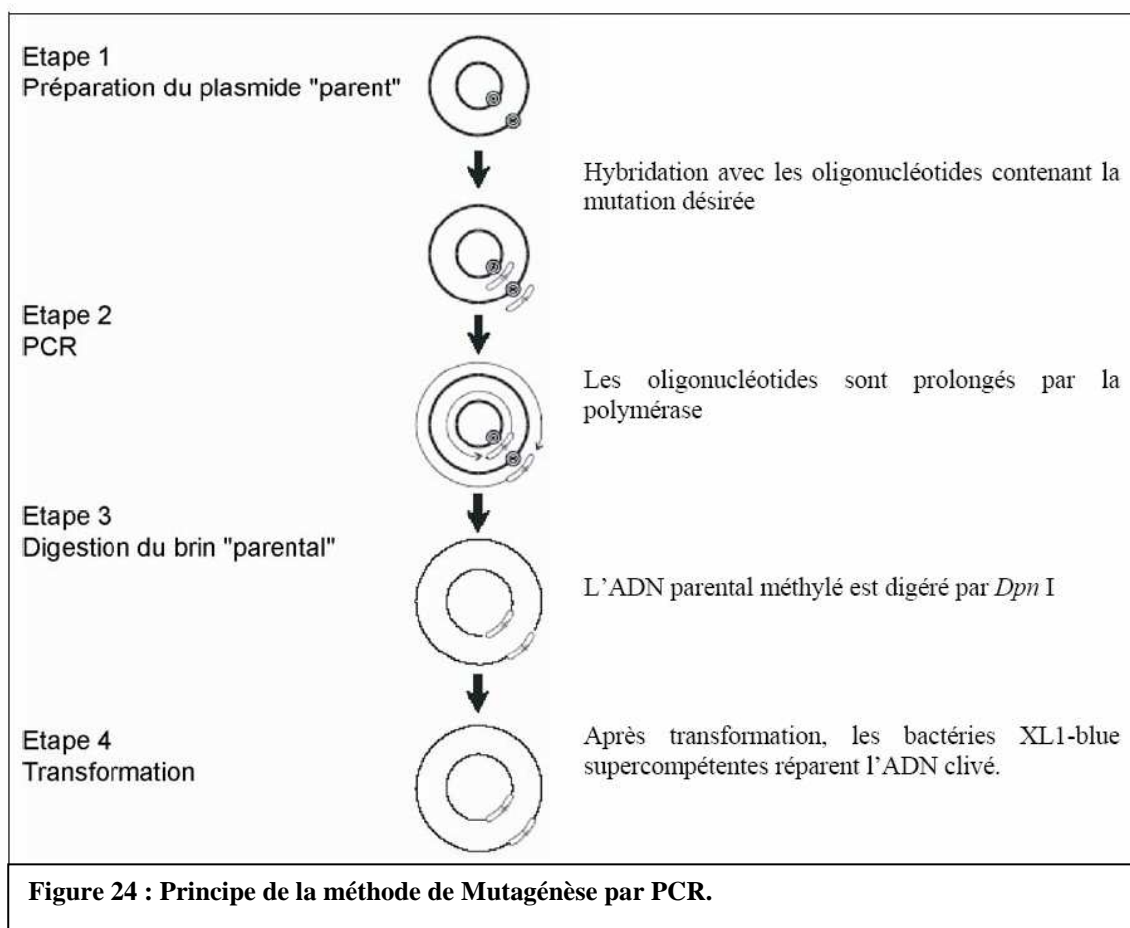 Etape 1
Préparation du plasmide "parent"
Hybridation avec les oligonucléotides contenant la
mutation désirée
Etape 2
PCR
Les oligonucléotides sont prolongés par la
polymérase
Etape 3
Digestion du brin "parental"
L'ADN parental méthylé est digéré par Dpn I
Etape 4
Transformation
Après transformation, les bactéries XL1-blue
supercompétentes réparent l'ADN clivé.
Figure 24 : Principe de la méthode de Mutagénèse par PCR.